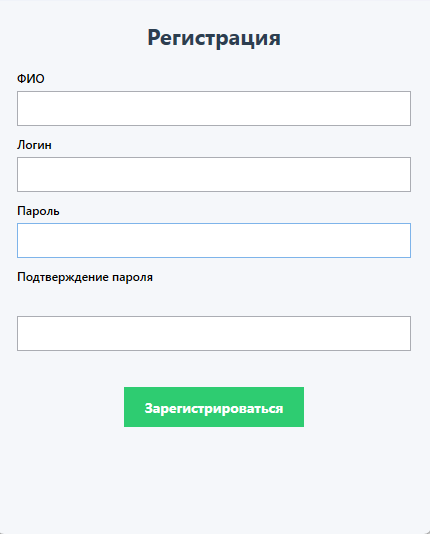 Регистрация
ФИО
Логин
Пароль
Подтверждение пароля
Зарегистрироваться